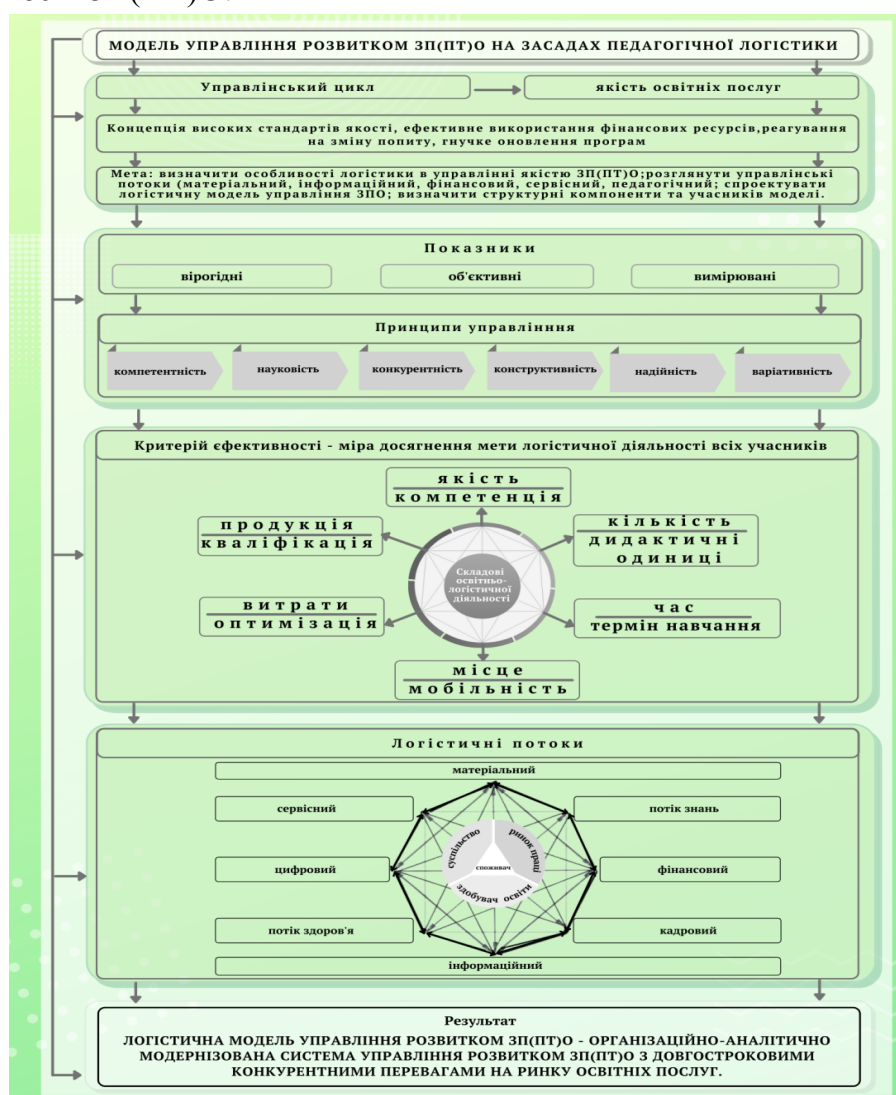 МОДЕЛЬ УПРАВЛІННЯ РОЗВИТКОМ ЗП(ПТ)О НА ЗАСАДАХ ПЕДАГОГІЧНОЇ ЛОГІСТИКИ
Управлінський цикл
якість освітніх послуг
Концепція високих стандартів якості, ефективне використання фінансових ресурсів,реагування
на зміну попиту, гнучке оновлення програм
Мета: визначити особливості логістики в управлінні якістю ЗП(ПТ)О;розглянути управлінські
потоки (матеріальний, інформаційний, фінансовий, сервісний, педагогічний; спроектувати
логістичну модель управління ЗПО; визначити структурні компоненти та учасників моделі.
Показники
вірогідні
об'єктивні
вимірювані
Принципи управлінння
компетентність
науковість
конкурентність
конструктивність
надійність
варіативність
Критерій єфективності - міра досягнення мети логістичної діяльності всіх учасників
якість
компетенція
продукція
кваліфікація
кількість
дидактичні
одиниці
Складові
освітньо-
логістичної
діяльності
витрати
оптимізація
час
термін навчання
місце
мобільність
Логістичні потоки
матеріальний
сервісний
потік знань
суспільство
ринок праці
цифровий
споживач
фінансовий
здобувач освіти
потік здоров'я
кадровий
інформаційний
Результат
ЛОГІСТИЧНА МОДЕЛЬ УПРАВЛІННЯ РОЗВИТКОМ ЗП(ПТ)О - ОРГАНІЗАЦІЙНО-АНАЛІТИЧНО
МОДЕРНІЗОВАНА СИСТЕМА УПРАВЛІННЯ РОЗВИТКОМ ЗП(ПТ)О З ДОВГОСТРОКОВИМИ
КОНКУРЕНТНИМИ ПЕРЕВАГАМИ НА РИНКУ ОСВІТНІХ ПОСЛУГ.